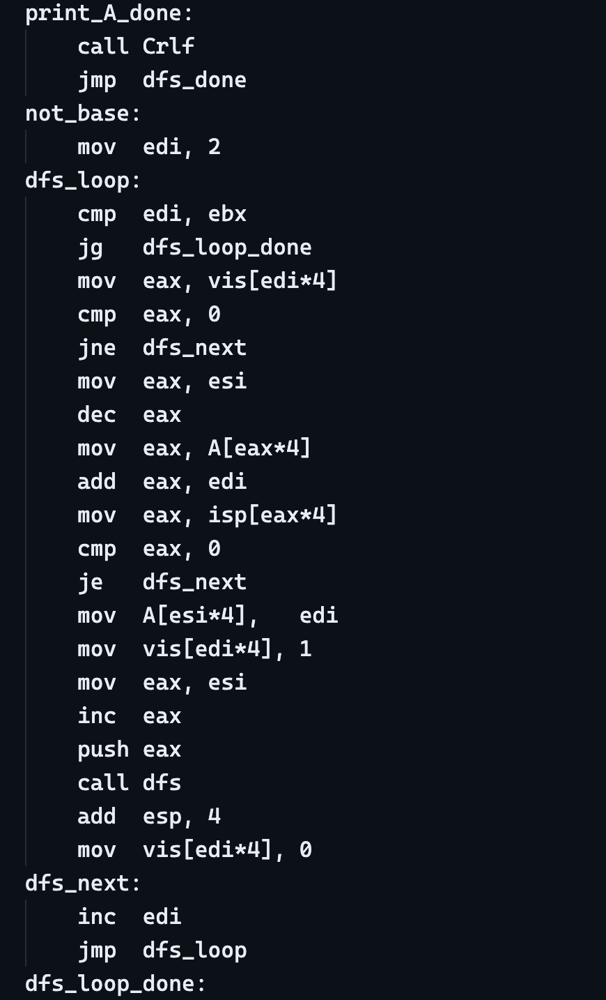 print_A_done:
    call Crlf
    jmp  dfs_done
not_base:
    mov  edi, 2
dfs_loop:
    cmp  edi, ebx
    jg   dfs_loop_done
    mov  eax, vis[edi*4]
    cmp  eax, 0
    jne  dfs_next
    mov  eax, esi
    dec  eax
    mov  eax, A[eax*4]
    add  eax, edi
    mov  eax, isp[eax*4]
    cmp  eax, 0
    je   dfs_next
    mov  A[esi*4],   edi
    mov  vis[edi*4], 1
    mov  eax, esi
    inc  eax
    push eax
    call dfs
    add  esp, 4
    mov  vis[edi*4], 0
dfs_next:
    inc  edi
    jmp  dfs_loop
dfs_loop_done: